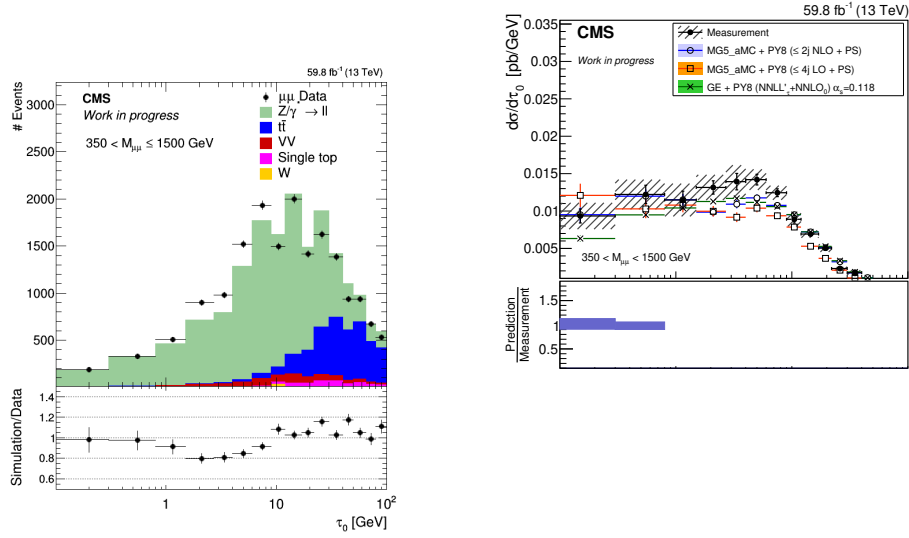 59.8 fb⁻¹ (13 TeV)
# Events
3000
2500
2000
1500
1000
500
CMS
Work in progress
350 < M_μμ ≤ 1500 GeV
μμ Data
Z/γ* → ll
tt̄
VV
Single top
W
Simulation/Data
1.4
1.2
1
0.8
0.6
1
10
10²
τ₀ [GeV]
59.8 fb⁻¹ (13 TeV)
dσ/dτ₀ [pb/GeV]
0.035
0.03
0.025
0.02
0.015
0.01
0.005
CMS
Work in progress
Measurement
MG5_aMC + PY8 (≤ 2j NLO + PS)
MG5_aMC + PY8 (≤ 4j LO + PS)
GE + PY8 (NNLL'_τ+NNLO₀) α_s=0.118
350 < M_μμ < 1500 GeV
Prediction
Measurement
1.5
1
0.5